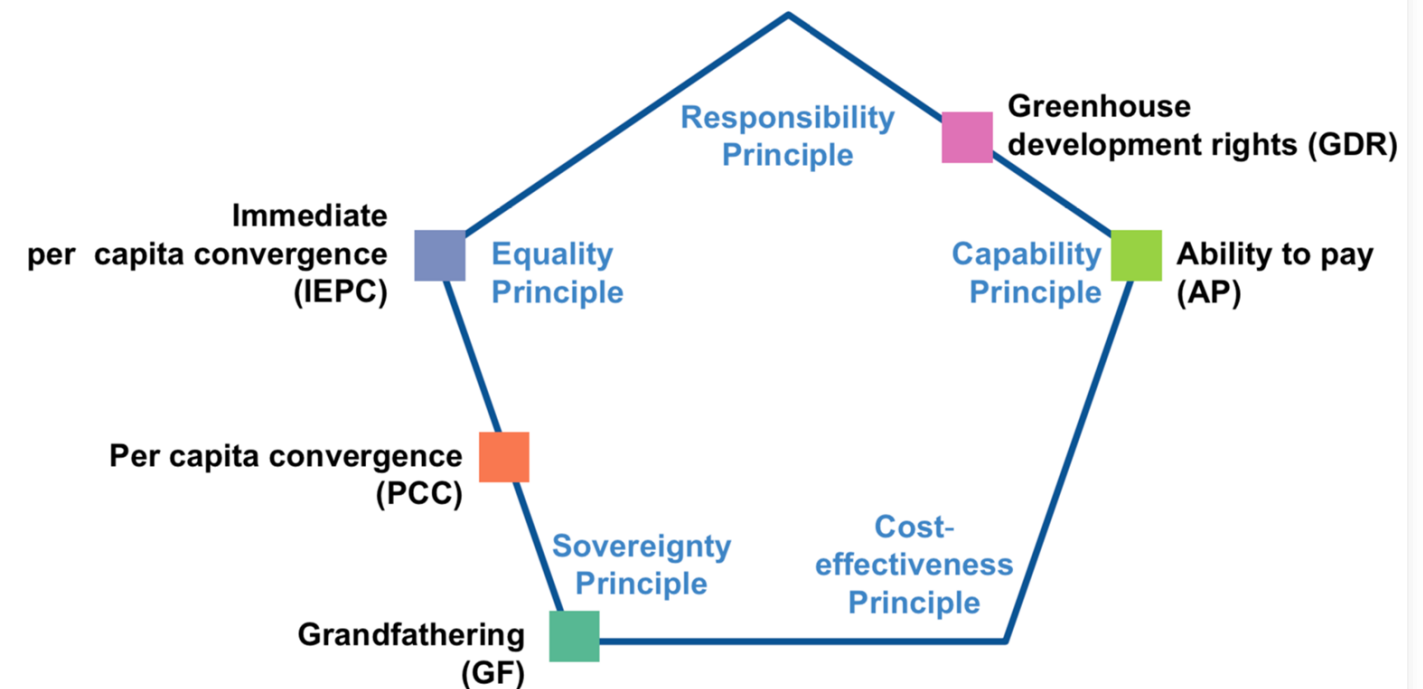 Responsibility
Principle
Greenhouse
development rights (GDR)
Immediate
per capita convergence
(IEPC)
Equality
Principle
Capability
Principle
Ability to pay
(AP)
Per capita convergence
(PCC)
Sovereignty
Principle
Cost-
effectiveness
Principle
Grandfathering
(GF)